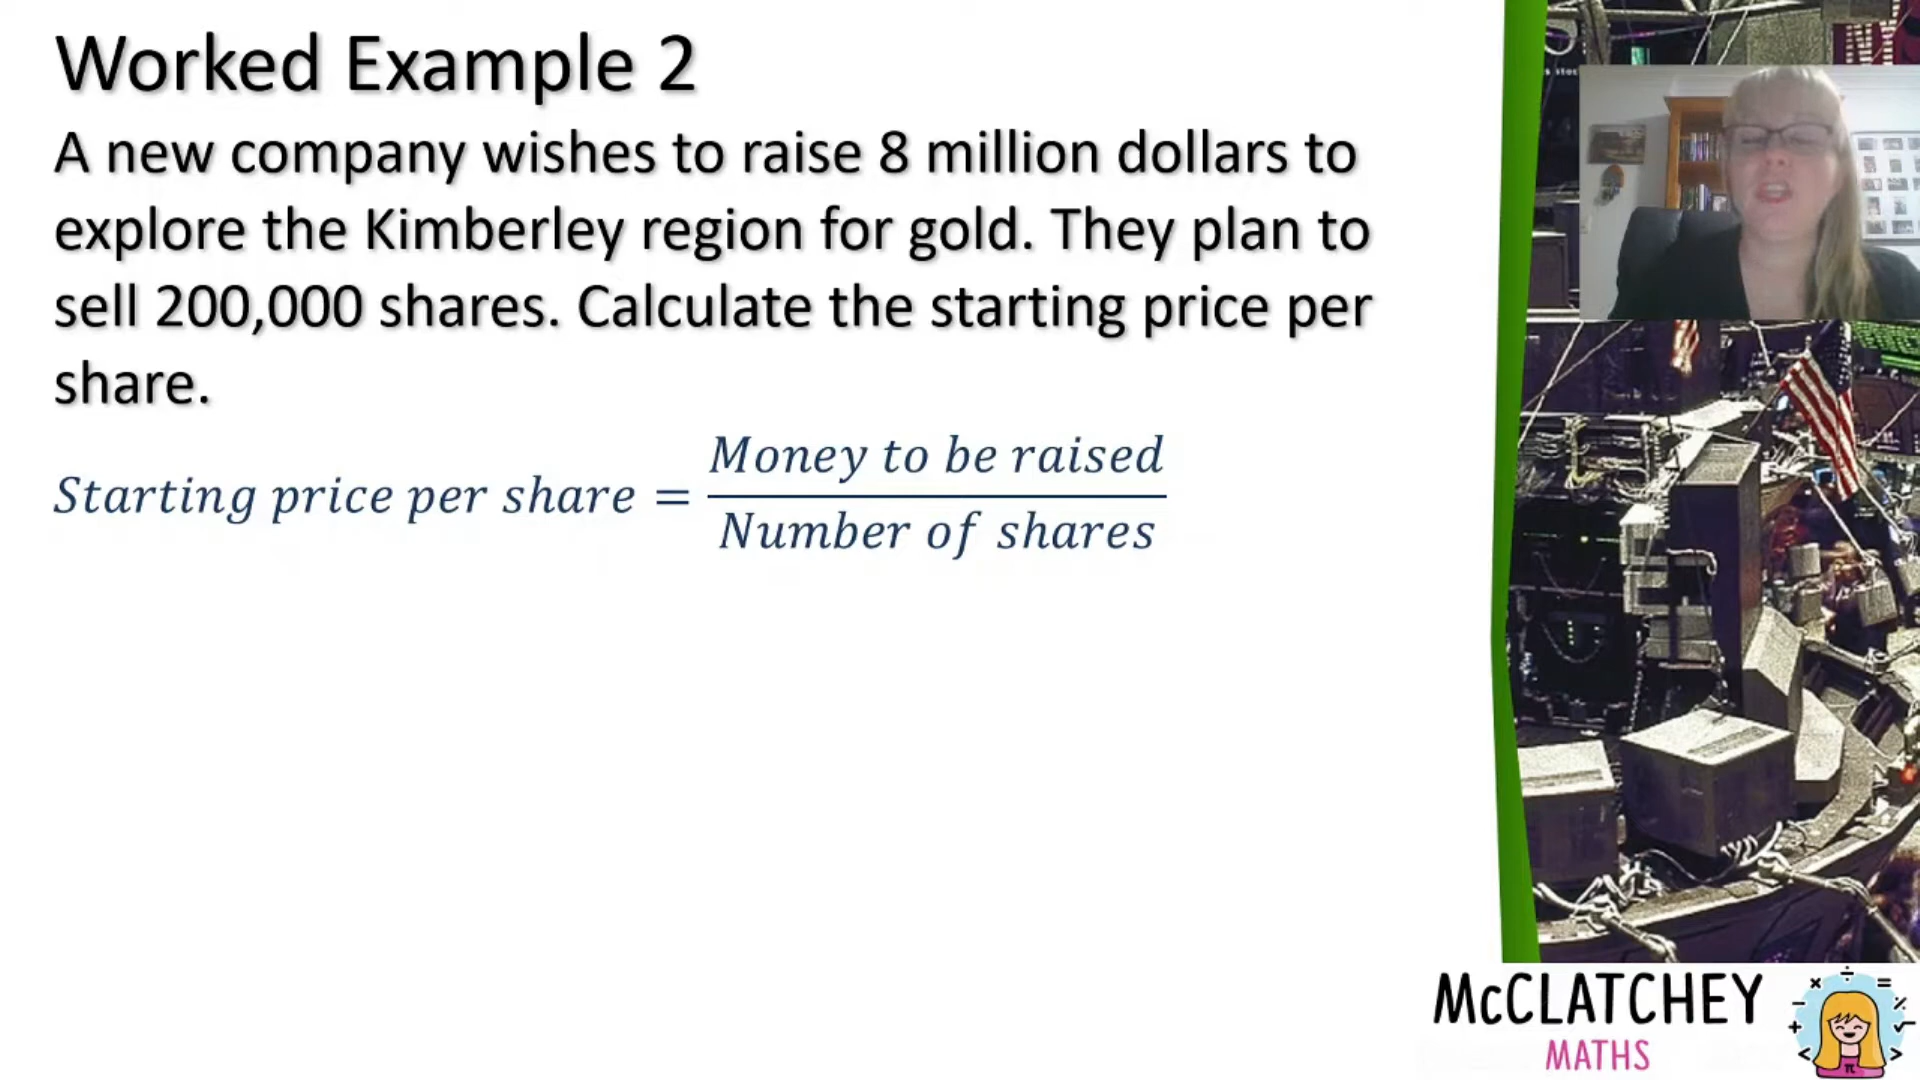 Worked Example 2
A new company wishes to raise 8 million dollars to
explore the Kimberley region for gold. They plan to
sell 200,000 shares. Calculate the starting price per
share.
Starting price per share = Money to be raised / Number of shares
McCLATCHEY
MATHS